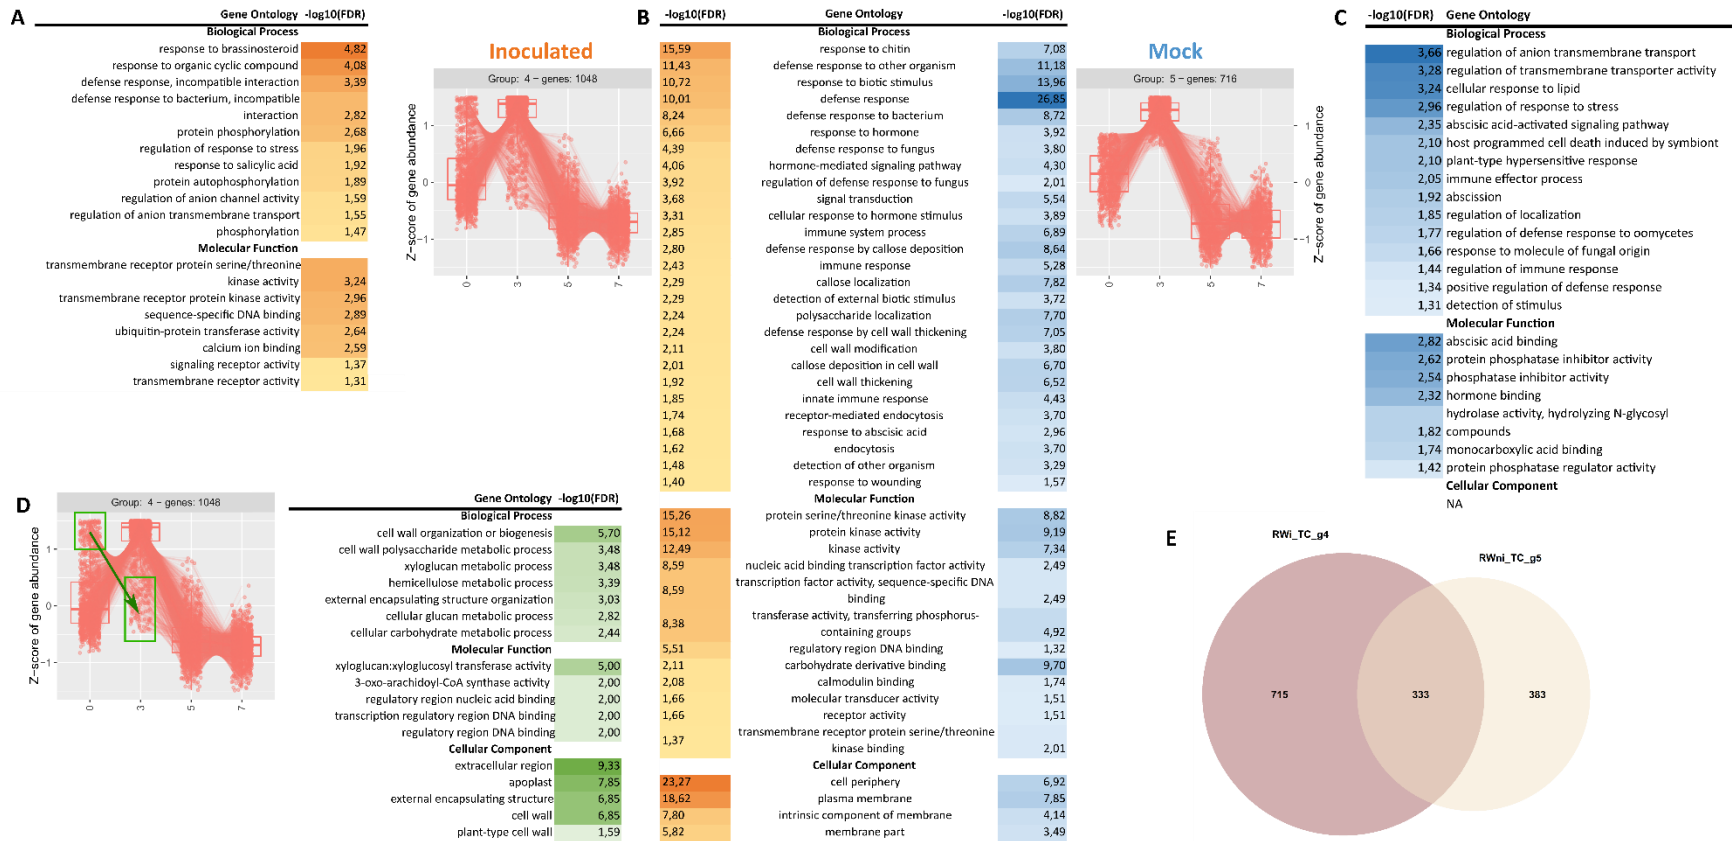 A
Gene Ontology -log10(FDR)
Biological Process
response to brassinosteroid 4,82
response to organic cyclic compound 4,08
defense response, incompatible interaction 3,39
defense response to bacterium, incompatible
interaction 2,82
protein phosphorylation 2,68
regulation of response to stress 1,96
response to salicylic acid 1,92
protein autophosphorylation 1,89
regulation of anion channel activity 1,59
regulation of anion transmembrane transport 1,55
phosphorylation 1,47
Molecular Function
transmembrane receptor protein serine/threonine
kinase activity 3,24
transmembrane receptor protein kinase activity 2,96
sequence-specific DNA binding 2,89
ubiquitin-protein transferase activity 2,64
calcium ion binding 2,59
signaling receptor activity 1,37
transmembrane receptor activity 1,31
Inoculated
Group: 4 − genes: 1048
Z−score of gene abundance
1
0
−1
0 3 5 7
B
-log10(FDR) Gene Ontology -log10(FDR)
Biological Process
15,59 response to chitin 7,08
11,43 defense response to other organism 11,18
10,72 response to biotic stimulus 13,96
10,01 defense response 26,85
8,24 defense response to bacterium 8,72
6,66 response to hormone 3,92
4,39 defense response to fungus 3,80
4,06 hormone-mediated signaling pathway 4,30
3,92 regulation of defense response to fungus 2,01
3,68 signal transduction 5,54
3,31 cellular response to hormone stimulus 3,89
2,85 immune system process 6,89
2,80 defense response by callose deposition 8,64
2,43 immune response 5,28
2,29 callose localization 7,82
2,29 detection of external biotic stimulus 3,72
2,24 polysaccharide localization 7,70
2,24 defense response by cell wall thickening 7,05
2,11 cell wall modification 3,80
2,01 callose deposition in cell wall 6,70
1,92 cell wall thickening 6,52
1,85 innate immune response 4,43
1,74 receptor-mediated endocytosis 3,70
1,68 response to abscisic acid 2,96
1,62 endocytosis 3,70
1,48 detection of other organism 3,29
1,40 response to wounding 1,57
Molecular Function
15,26 protein serine/threonine kinase activity 8,82
15,12 protein kinase activity 9,19
12,49 kinase activity 7,34
8,59 nucleic acid binding transcription factor activity 2,49
transcription factor activity, sequence-specific DNA
8,59 binding 2,49
transferase activity, transferring phosphorus-
8,38 containing groups 4,92
5,51 regulatory region DNA binding 1,32
2,11 carbohydrate derivative binding 9,70
2,08 calmodulin binding 1,74
1,66 molecular transducer activity 1,51
1,66 receptor activity 1,51
transmembrane receptor protein serine/threonine
1,37 kinase binding 2,01
Cellular Component
23,27 cell periphery 6,92
18,62 plasma membrane 7,85
7,80 intrinsic component of membrane 4,14
5,82 membrane part 3,49
Mock
Group: 5 − genes: 716
1
0
−1
Z−score of gene abundance
0 3 5 7
C
-log10(FDR) Gene Ontology
Biological Process
3,66 regulation of anion transmembrane transport
3,28 regulation of transmembrane transporter activity
3,24 cellular response to lipid
2,96 regulation of response to stress
2,35 abscisic acid-activated signaling pathway
2,10 host programmed cell death induced by symbiont
2,10 plant-type hypersensitive response
2,05 immune effector process
1,92 abscission
1,85 regulation of localization
1,77 regulation of defense response to oomycetes
1,66 response to molecule of fungal origin
1,44 regulation of immune response
1,34 positive regulation of defense response
1,31 detection of stimulus
Molecular Function
2,82 abscisic acid binding
2,62 protein phosphatase inhibitor activity
2,54 phosphatase inhibitor activity
2,32 hormone binding
hydrolase activity, hydrolyzing N-glycosyl
1,82 compounds
1,74 monocarboxylic acid binding
1,42 protein phosphatase regulator activity
Cellular Component
NA
D
Group: 4 − genes: 1048
Z−score of gene abundance
1
0
−1
0 3 5 7
Gene Ontology -log10(FDR)
Biological Process
cell wall organization or biogenesis 5,70
cell wall polysaccharide metabolic process 3,48
xyloglucan metabolic process 3,48
hemicellulose metabolic process 3,39
external encapsulating structure organization 3,03
cellular glucan metabolic process 2,82
cellular carbohydrate metabolic process 2,44
Molecular Function
xyloglucan:xyloglucosyl transferase activity 5,00
3-oxo-arachidoyl-CoA synthase activity 2,00
regulatory region nucleic acid binding 2,00
transcription regulatory region DNA binding 2,00
regulatory region DNA binding 2,00
Cellular Component
extracellular region 9,33
apoplast 7,85
external encapsulating structure 6,85
cell wall 6,85
plant-type cell wall 1,59
E
RWi_TC_g4
RWni_TC_g5
715 333 383